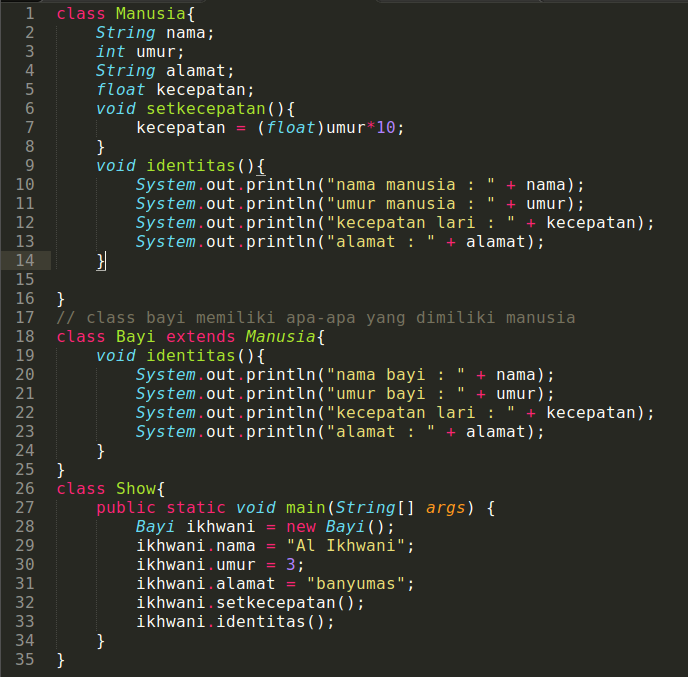 1 class Manusia{
2 String nama;
3 int umur;
4 String alamat;
5 float kecepatan;
6 void setkecepatan(){
7 kecepatan = (float)umur*10;
8 }
9 void identitas(){
10 System.out.println("nama manusia : " + nama);
11 System.out.println("umur manusia : " + umur);
12 System.out.println("kecepatan lari : " + kecepatan);
13 System.out.println("alamat : " + alamat);
14 }
15
16 }
17 // class bayi memiliki apa-apa yang dimiliki manusia
18 class Bayi extends Manusia{
19 void identitas(){
20 System.out.println("nama bayi : " + nama);
21 System.out.println("umur bayi : " + umur);
22 System.out.println("kecepatan lari : " + kecepatan);
23 System.out.println("alamat : " + alamat);
24 }
25 }
26 class Show{
27 public static void main(String[] args) {
28 Bayi ikhwani = new Bayi();
29 ikhwani.nama = "Al Ikhwani";
30 ikhwani.umur = 3;
31 ikhwani.alamat = "banyumas";
32 ikhwani.setkecepatan();
33 ikhwani.identitas();
34 }
35 }